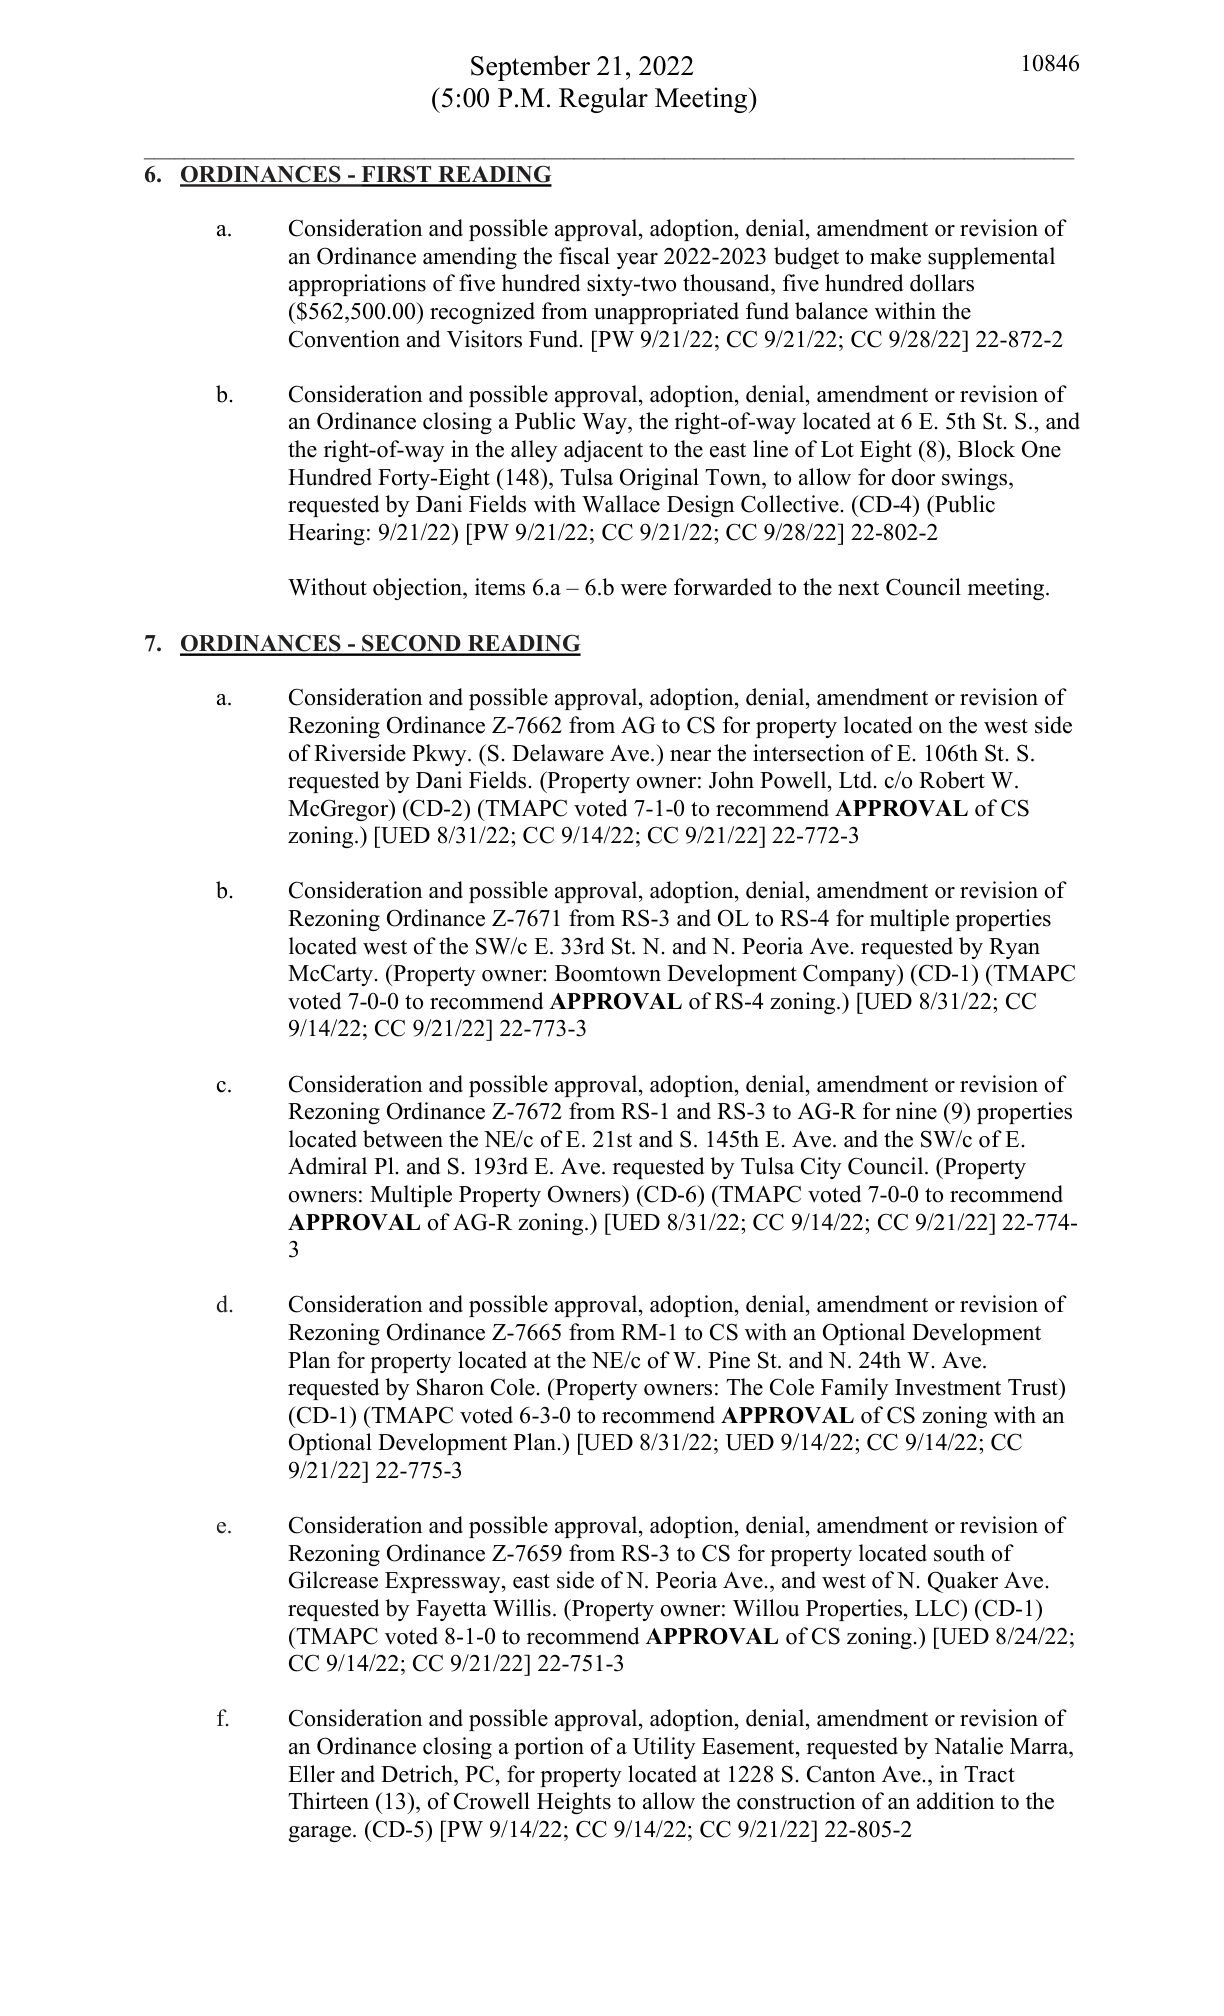 September 21, 2022
10846
(5:00 P.M. Regular Meeting)
6. ORDINANCES - FIRST READING
a. Consideration and possible approval, adoption, denial, amendment or revision of
an Ordinance amending the fiscal year 2022-2023 budget to make supplemental
appropriations of five hundred sixty-two thousand, five hundred dollars
($562,500.00) recognized from unappropriated fund balance within the
Convention and Visitors Fund. [PW 9/21/22; CC 9/21/22; CC 9/28/22] 22-872-2
b. Consideration and possible approval, adoption, denial, amendment or revision of
an Ordinance closing a Public Way, the right-of-way located at 6 E. 5th St. S., and
the right-of-way in the alley adjacent to the east line of Lot Eight (8), Block One
Hundred Forty-Eight (148), Tulsa Original Town, to allow for door swings,
requested by Dani Fields with Wallace Design Collective. (CD-4) (Public
Hearing: 9/21/22) [PW 9/21/22; CC 9/21/22; CC 9/28/22] 22-802-2
Without objection, items 6.a – 6.b were forwarded to the next Council meeting.
7. ORDINANCES - SECOND READING
a. Consideration and possible approval, adoption, denial, amendment or revision of
Rezoning Ordinance Z-7662 from AG to CS for property located on the west side
of Riverside Pkwy. (S. Delaware Ave.) near the intersection of E. 106th St. S.
requested by Dani Fields. (Property owner: John Powell, Ltd. c/o Robert W.
McGregor) (CD-2) (TMAPC voted 7-1-0 to recommend APPROVAL of CS
zoning.) [UED 8/31/22; CC 9/14/22; CC 9/21/22] 22-772-3
b. Consideration and possible approval, adoption, denial, amendment or revision of
Rezoning Ordinance Z-7671 from RS-3 and OL to RS-4 for multiple properties
located west of the SW/c E. 33rd St. N. and N. Peoria Ave. requested by Ryan
McCarty. (Property owner: Boomtown Development Company) (CD-1) (TMAPC
voted 7-0-0 to recommend APPROVAL of RS-4 zoning.) [UED 8/31/22; CC
9/14/22; CC 9/21/22] 22-773-3
c. Consideration and possible approval, adoption, denial, amendment or revision of
Rezoning Ordinance Z-7672 from RS-1 and RS-3 to AG-R for nine (9) properties
located between the NE/c of E. 21st and S. 145th E. Ave. and the SW/c of E.
Admiral Pl. and S. 193rd E. Ave. requested by Tulsa City Council. (Property
owners: Multiple Property Owners) (CD-6) (TMAPC voted 7-0-0 to recommend
APPROVAL of AG-R zoning.) [UED 8/31/22; CC 9/14/22; CC 9/21/22] 22-774-
3
d. Consideration and possible approval, adoption, denial, amendment or revision of
Rezoning Ordinance Z-7665 from RM-1 to CS with an Optional Development
Plan for property located at the NE/c of W. Pine St. and N. 24th W. Ave.
requested by Sharon Cole. (Property owners: The Cole Family Investment Trust)
(CD-1) (TMAPC voted 6-3-0 to recommend APPROVAL of CS zoning with an
Optional Development Plan.) [UED 8/31/22; UED 9/14/22; CC 9/14/22; CC
9/21/22] 22-775-3
e. Consideration and possible approval, adoption, denial, amendment or revision of
Rezoning Ordinance Z-7659 from RS-3 to CS for property located south of
Gilcrease Expressway, east side of N. Peoria Ave., and west of N. Quaker Ave.
requested by Fayetta Willis. (Property owner: Willou Properties, LLC) (CD-1)
(TMAPC voted 8-1-0 to recommend APPROVAL of CS zoning.) [UED 8/24/22;
CC 9/14/22; CC 9/21/22] 22-751-3
f. Consideration and possible approval, adoption, denial, amendment or revision of
an Ordinance closing a portion of a Utility Easement, requested by Natalie Marra,
Eller and Detrich, PC, for property located at 1228 S. Canton Ave., in Tract
Thirteen (13), of Crowell Heights to allow the construction of an addition to the
garage. (CD-5) [PW 9/14/22; CC 9/14/22; CC 9/21/22] 22-805-2